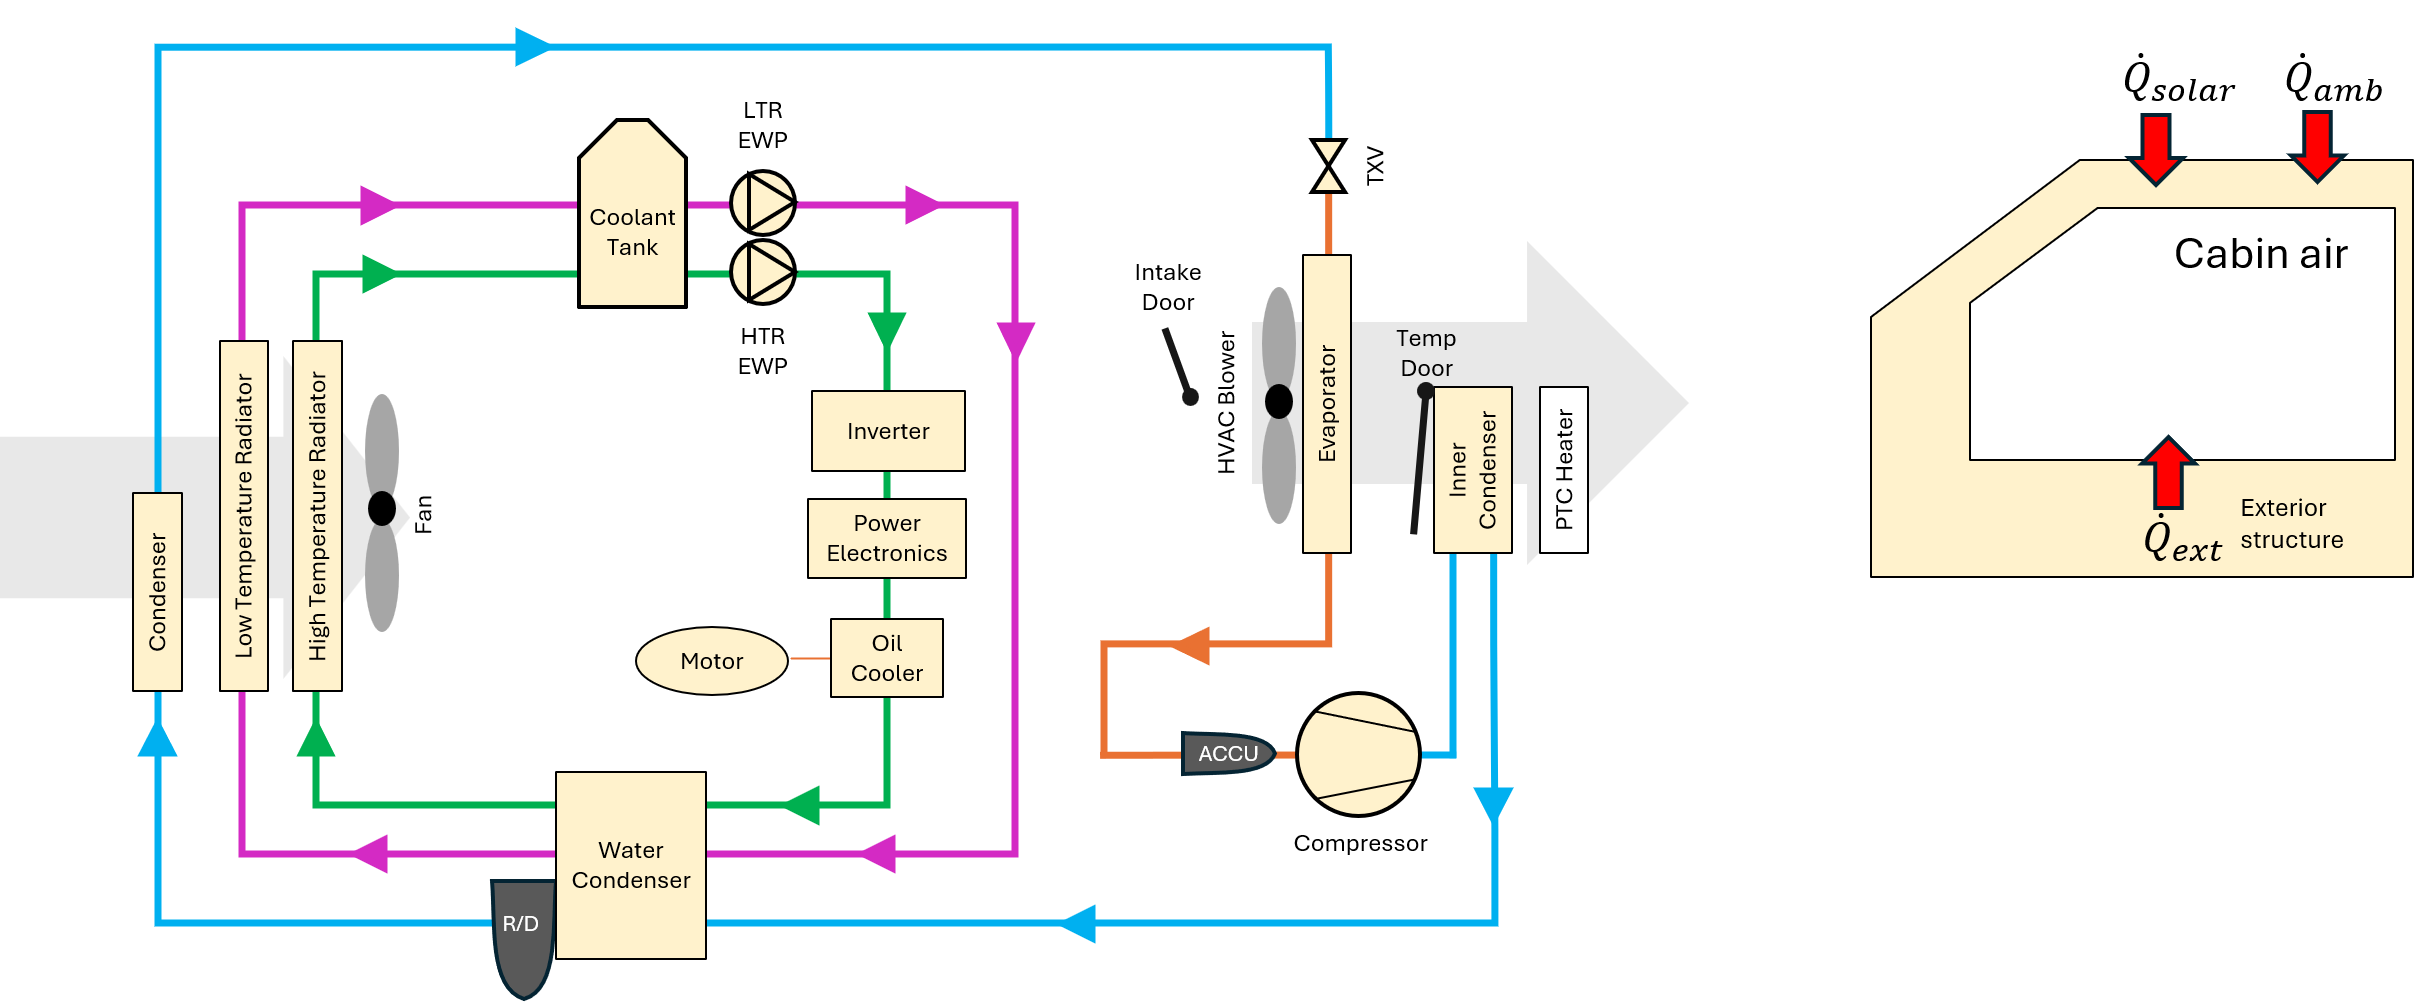 LTR
EWP
Coolant
Tank
HTR
EWP
Low Temperature Radiator
High Temperature Radiator
Condenser
Fan
Inverter
Power
Electronics
Motor
Oil
Cooler
Water
Condenser
R/D
TXV
Intake
Door
HVAC Blower
Evaporator
Temp
Door
Inner
Condenser
PTC Heater
ACCU
Compressor
Q̇solar
Q̇amb
Cabin air
Q̇ext
Exterior
structure